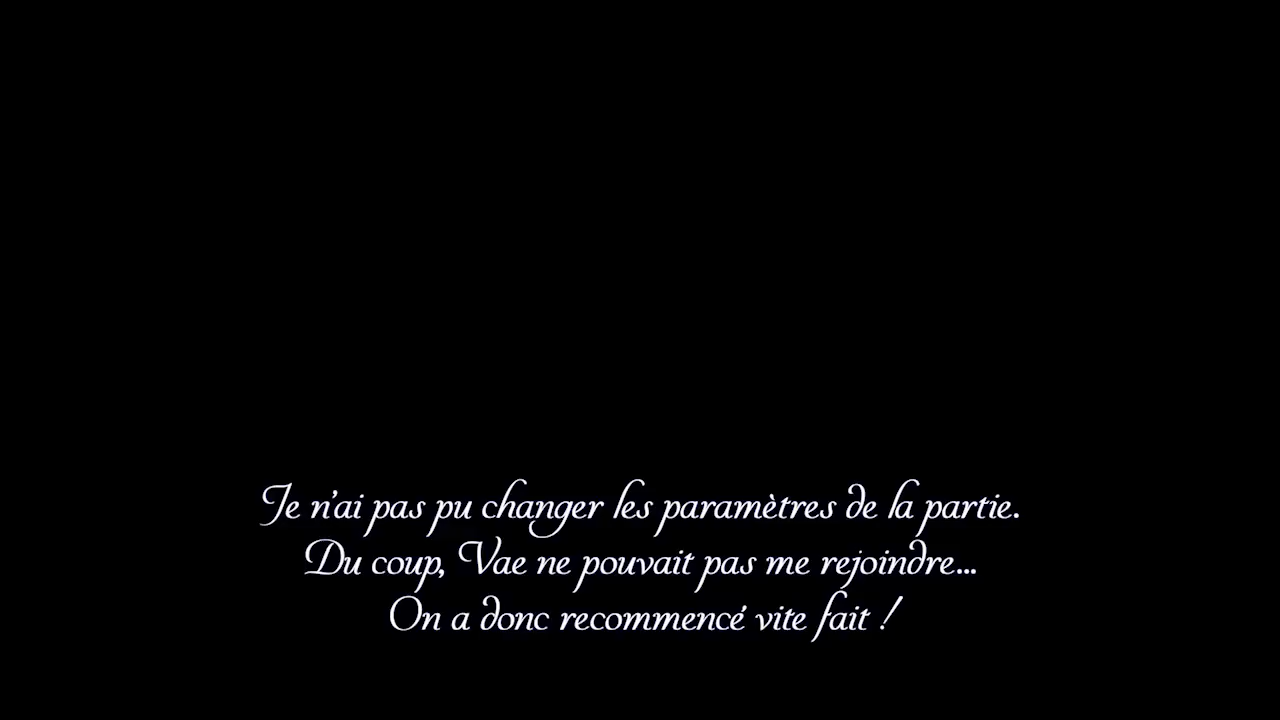 Je n'ai pas pu changer les paramètres de la partie.
Du coup, Vae ne pouvait pas me rejoindre...
On a donc recommencé vite fait !